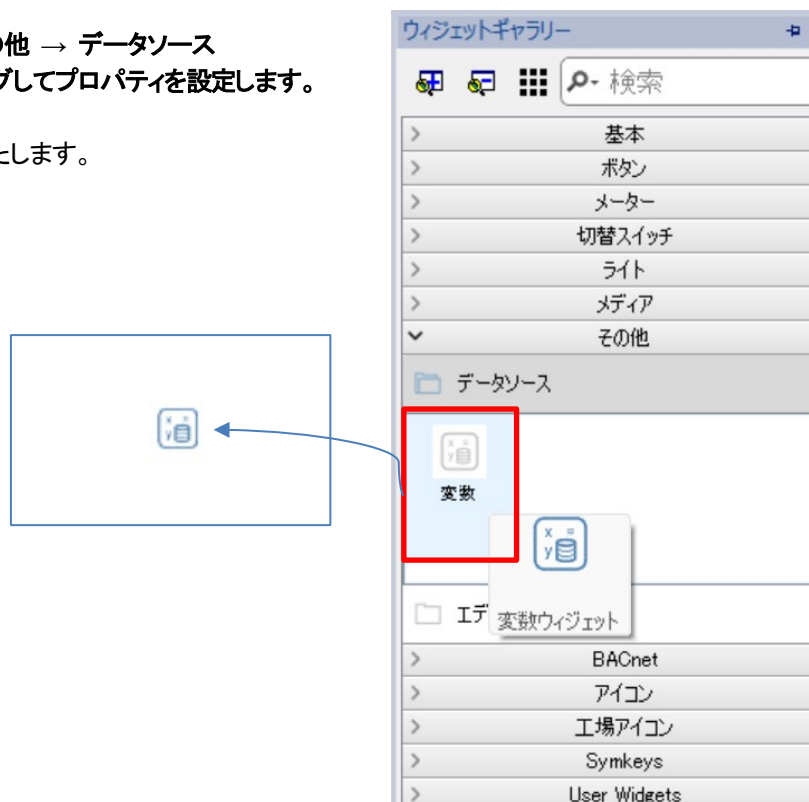 の他 → データソース
グしてプロパティを設定します。
たします。
ウィジェットギャラリー
検索
基本
ボタン
メーター
切替スイッチ
ライト
メディア
その他
データソース
変数
x =
y
変数ウィジェット
エデ
BACnet
アイコン
工場アイコン
Symkeys
User Widgets